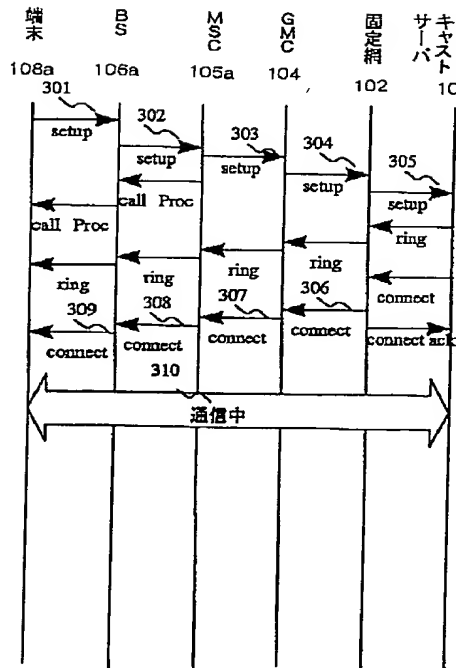 端末
BS
MSC
GMC
固定網
キャスト
サーバ
108a
106a
105a
104
102
10
301
setup
302
setup
303
setup
304
setup
305
setup
call Proc
call Proc
ring
ring
ring
ring
ring
connect
306
connect
307
connect
308
connect
309
connect
connect ack
310
通信中